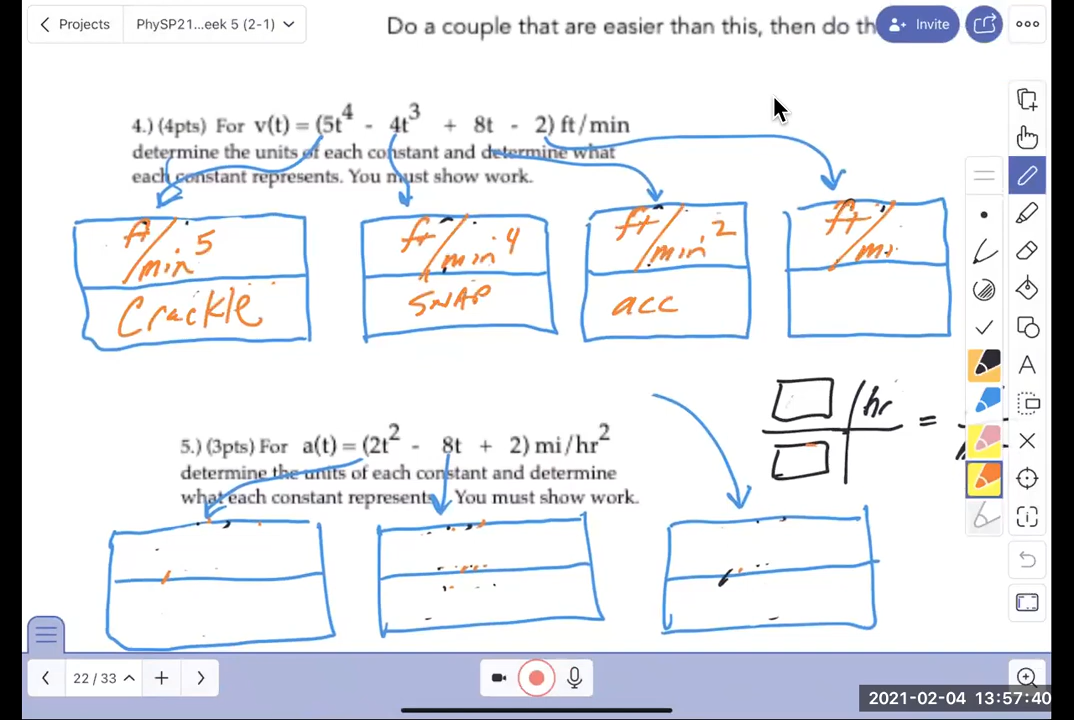 Projects
PhySP21...eek 5 (2-1)
Do a couple that are easier than this, then do th
Invite
4.) (4pts) For v(t) = (5t⁴ - 4t³ + 8t - 2) ft/min
determine the units of each constant and determine what
each constant represents. You must show work.
ft/min⁵
ft/min⁴
ft/min²
ft/mi
Crackle
SNAP
acc
hr
=
5.) (3pts) For a(t) = (2t² - 8t + 2) mi/hr²
determine the units of each constant and determine
what each constant represents. You must show work.
22 / 33
2021-02-04 13:57:40